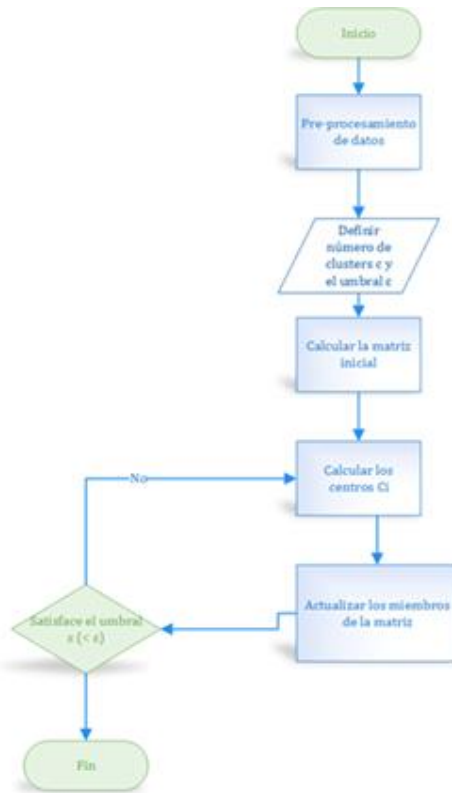 Inicio
Pre-procesamiento
de datos
Definir
número de
clusters c y
el umbral ε
Calcular la matriz
inicial
Calcular los
centros Ci
No
Actualizar los miembros
de la matriz
Satisface el umbral
ε (< ε)
Fin